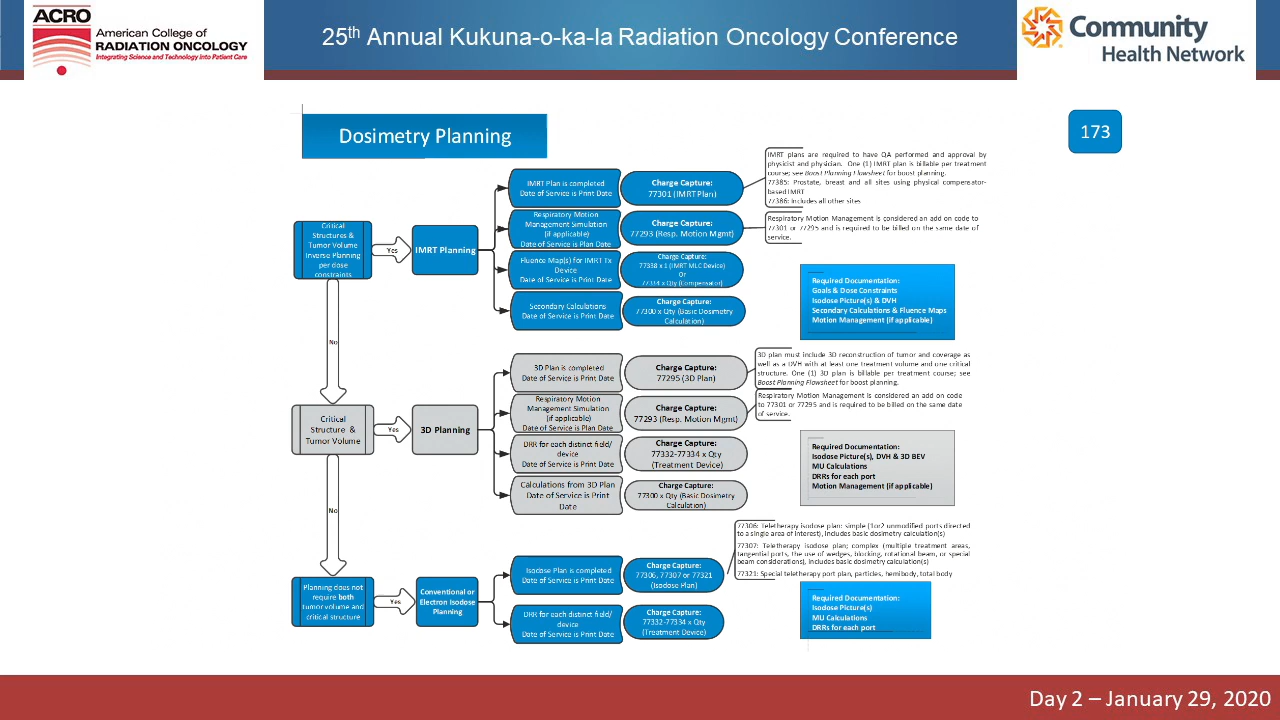 ACRO
American College of
RADIATION ONCOLOGY
Integrating Science and Technology into Patient Care
25th Annual Kukuna-o-ka-la Radiation Oncology Conference
Community
Health Network
Dosimetry Planning
173
Critical
Structures &
Tumor Volume
Inverse Planning
per dose
constraints
Yes
IMRT Planning
IMRT Plan is completed
Date of Service is Print Date
Charge Capture:
77301 (IMRT Plan)
IMRT plans are required to have QA performed and approval by
physicist and physician. One (1) IMRT plan is billable per treatment
course; see Boost Planning Flowsheet for boost planning.
77385: Prostate, breast and all sites using physical compensator-
based IMRT
77386: Includes all other sites
Respiratory Motion
Management Simulation
(if applicable)
Date of Service is Plan Date
Charge Capture:
77293 (Resp. Motion Mgmt)
Respiratory Motion Management is considered an add on code to
77301 or 77295 and is required to be billed on the same date of
service.
Fluence Map(s) for IMRT Tx
Device
Date of Service is Print Date
Charge Capture:
77338 x 1 (IMRT MLC Device)
Or
77334 x Qty (Compensator)
Secondary Calculations
Date of Service is Print Date
Charge Capture:
77300 x Qty (Basic Dosimetry
Calculation)
Required Documentation:
Goals & Dose Constraints
Isodose Picture(s) & DVH
Secondary Calculations & Fluence Maps
Motion Management (if applicable)
No
Critical
Structure &
Tumor Volume
Yes
3D Planning
3D Plan is completed
Date of Service is Print Date
Charge Capture:
77295 (3D Plan)
3D plan must include 3D reconstruction of tumor and coverage as
well as a DVH with at least one treatment volume and one critical
structure. One (1) 3D plan is billable per treatment course; see
Boost Planning Flowsheet for boost planning.
Respiratory Motion
Management Simulation
(if applicable)
Date of Service is Plan Date
Charge Capture:
77293 (Resp. Motion Mgmt)
Respiratory Motion Management is considered an add on code
to 77301 or 77295 and is required to be billed on the same date
of service.
DRR for each distinct field/
device
Date of Service is Print Date
Charge Capture:
77332-77334 x Qty
(Treatment Device)
Calculations from 3D Plan
Date of Service is Print
Date
Charge Capture:
77300 x Qty (Basic Dosimetry
Calculation)
Required Documentation:
Isodose Picture(s), DVH & 3D BEV
MU Calculations
DRRs for each port
Motion Management (if applicable)
No
Planning does not
require both
tumor volume and
critical structure
Yes
Conventional or
Electron Isodose
Planning
Isodose Plan is completed
Date of Service is Print Date
Charge Capture:
77306, 77307 or 77321
(Isodose Plan)
77306: Teletherapy isodose plan: simple (1or2 unmodified ports directed
to a single area of interest), includes basic dosimetry calculation(s)
77307: Teletherapy isodose plan; complex (multiple treatment areas,
tangential ports, the use of wedges, blocking, rotational beam, or special
beam considerations), includes basic dosimetry calculation(s)
77321: Special teletherapy port plan, particles, hemibody, total body
DRR for each distinct field/
device
Date of Service is Print Date
Charge Capture:
77332-77334 x Qty
(Treatment Device)
Required Documentation:
Isodose Picture(s)
MU Calculations
DRRs for each port
Day 2 – January 29, 2020